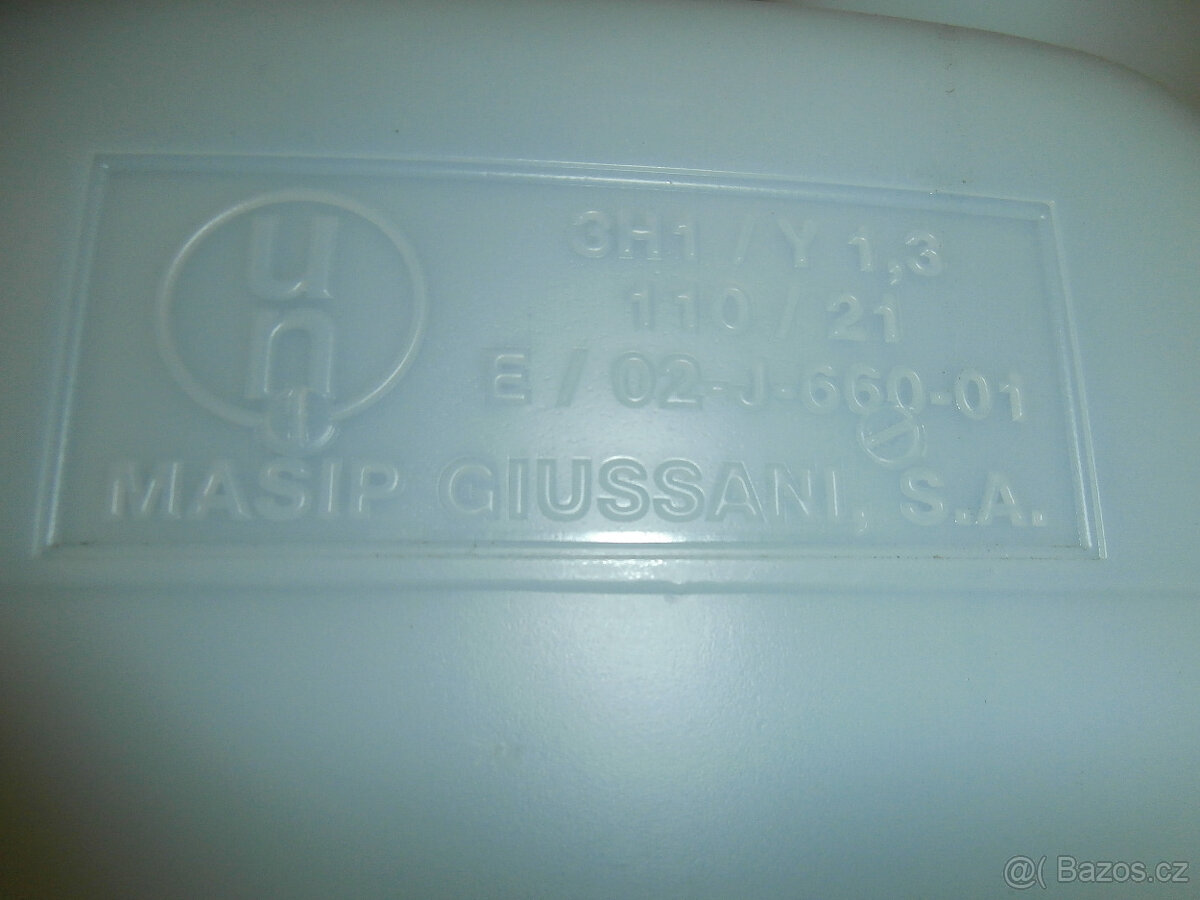 un
3H1 / Y 1,3
110 / 21
E / 02-J-660-01
MASIP GIUSSANI, S.A.
@( Bazos.cz